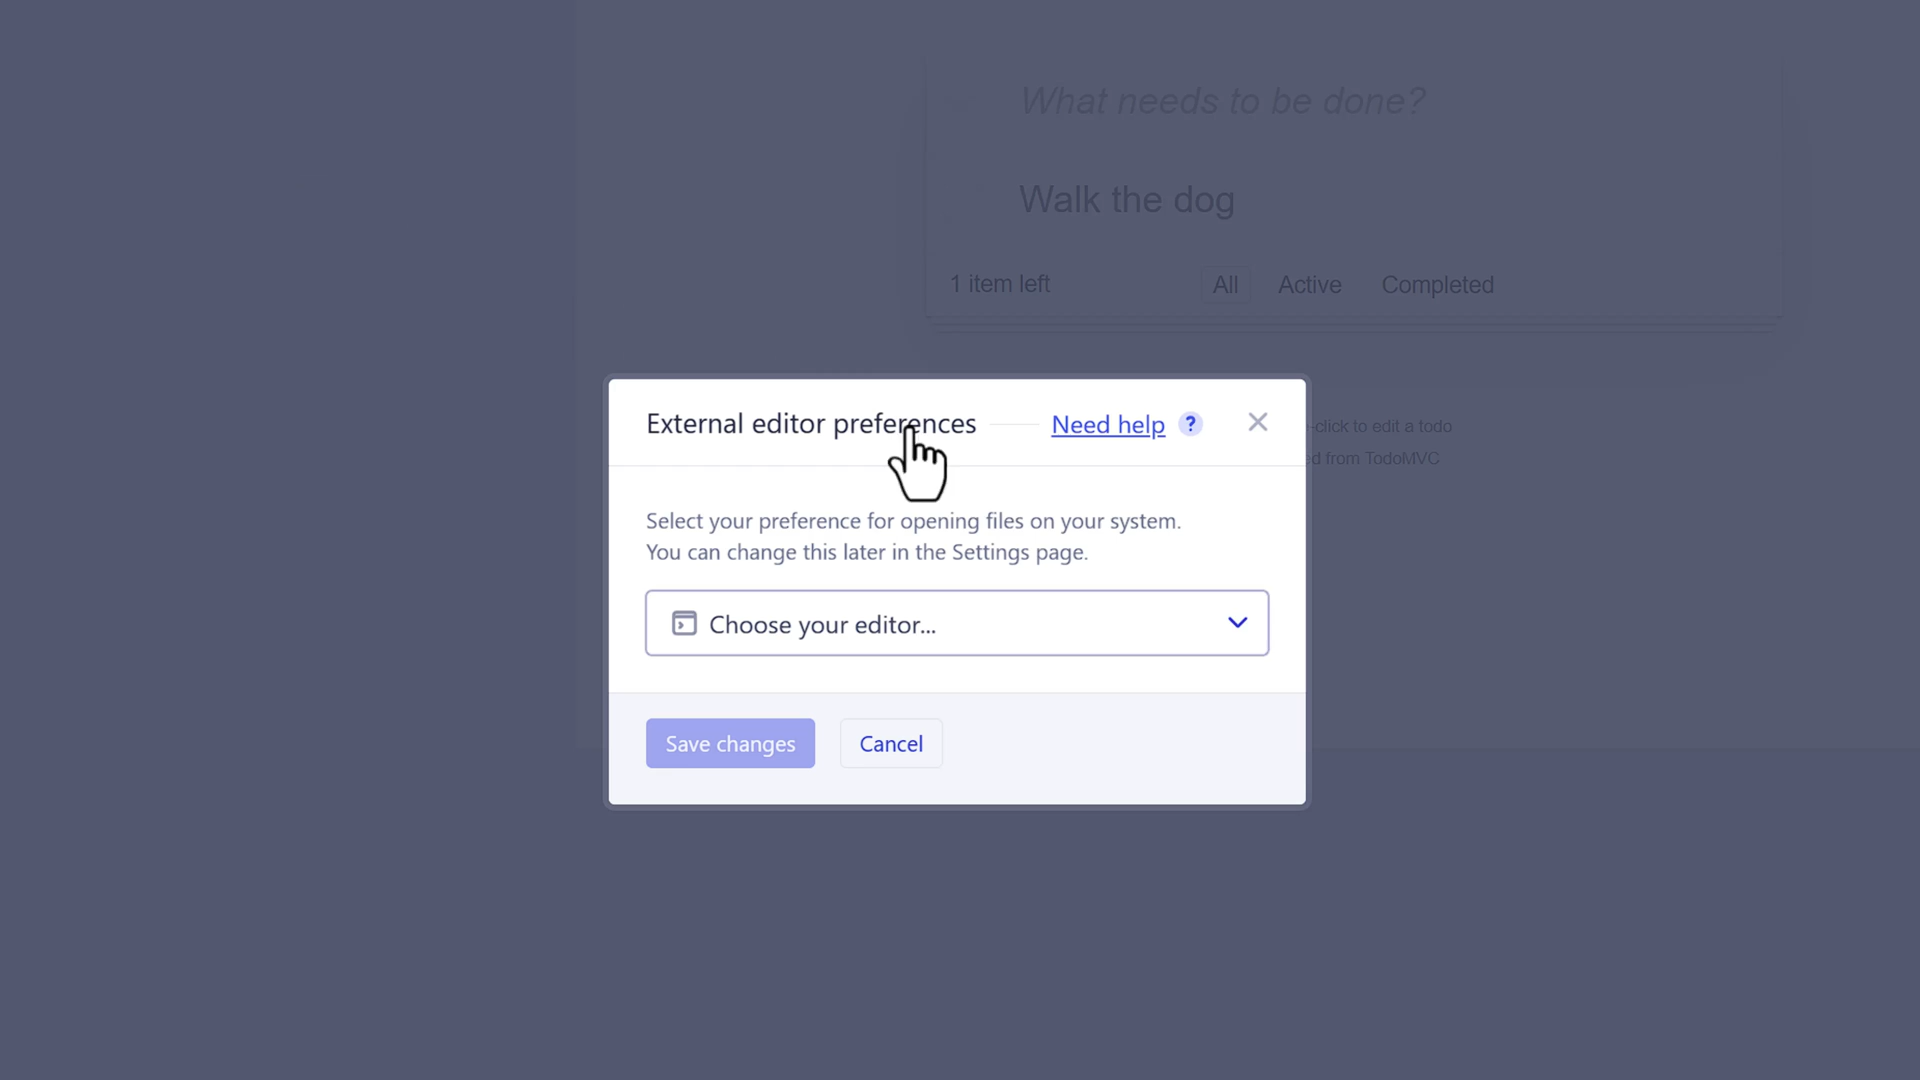 What needs to be done?
Walk the dog
1 item left
All
Active
Completed
External editor preferences
Need help
?
-click to edit a todo
ed from TodoMVC
Select your preference for opening files on your system.
You can change this later in the Settings page.
Choose your editor...
Save changes
Cancel